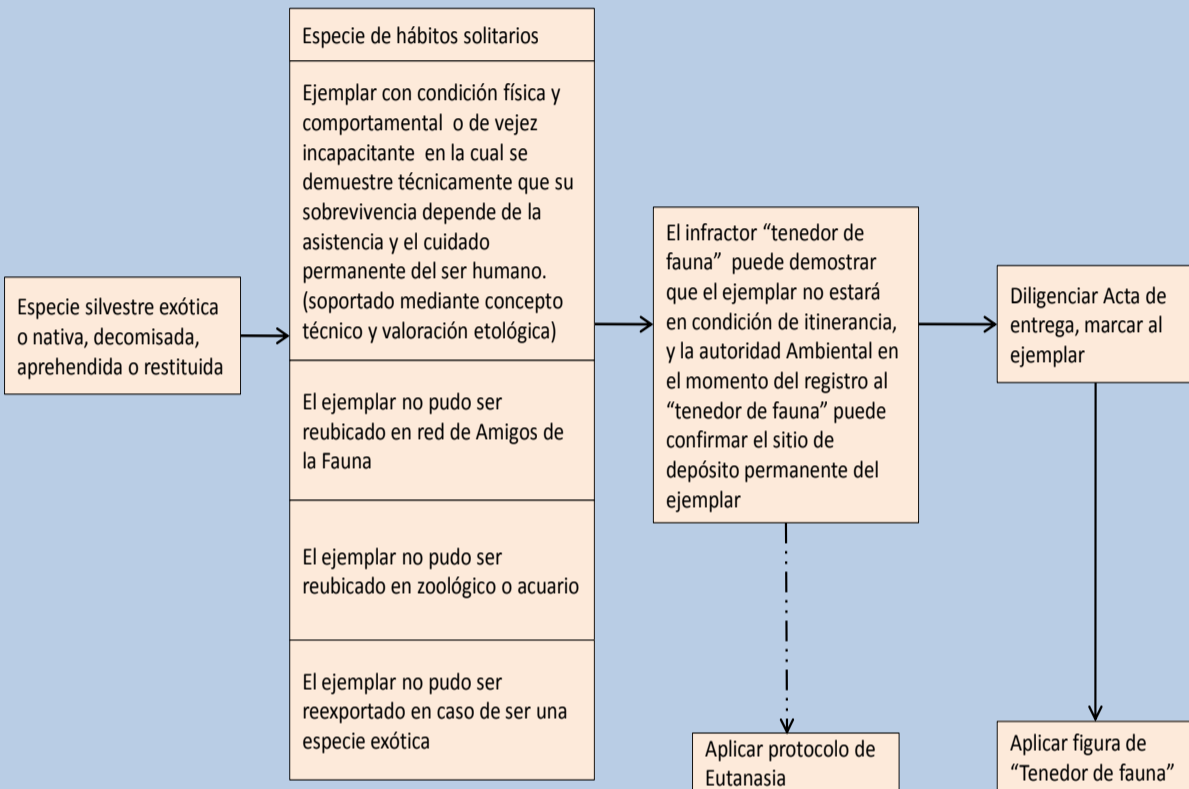 Especie silvestre exótica
o nativa, decomisada,
aprehendida o restituida
Especie de hábitos solitarios
Ejemplar con condición física y
comportamental o de vejez
incapacitante en la cual se
demuestre técnicamente que su
sobrevivencia depende de la
asistencia y el cuidado
permanente del ser humano.
(soportado mediante concepto
técnico y valoración etológica)
El ejemplar no pudo ser
reubicado en red de Amigos de
la Fauna
El ejemplar no pudo ser
reubicado en zoológico o acuario
El ejemplar no pudo ser
reexportado en caso de ser una
especie exótica
El infractor “tenedor de
fauna” puede demostrar
que el ejemplar no estará
en condición de itinerancia,
y la autoridad Ambiental en
el momento del registro al
“tenedor de fauna” puede
confirmar el sitio de
depósito permanente del
ejemplar
Diligenciar Acta de
entrega, marcar al
ejemplar
Aplicar protocolo de
Eutanasia
Aplicar figura de
“Tenedor de fauna”